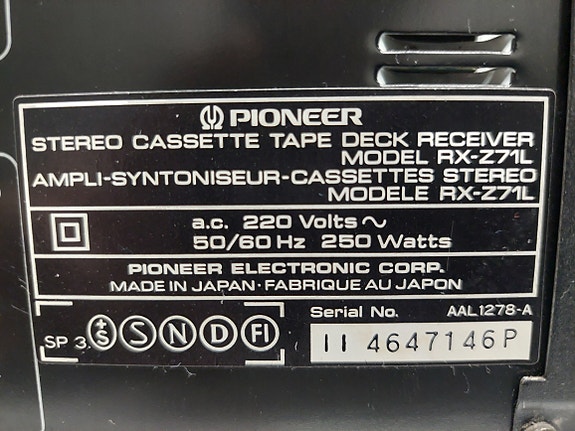 PIONEER
STEREO CASSETTE TAPE DECK RECEIVER
MODEL RX-Z71L
AMPLI-SYNTONISEUR-CASSETTES STEREO
MODELE RX-Z71L
a.c. 220 Volts ~
50/60 Hz 250 Watts
PIONEER ELECTRONIC CORP.
MADE IN JAPAN · FABRIQUE AU JAPON
SP 3. +S S N D FI
Serial No. AAL1278-A
II 4647146P